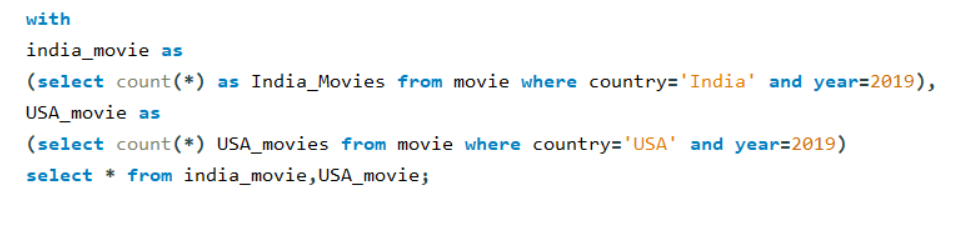 with
india_movie as
(select count(*) as India_Movies from movie where country='India' and year=2019),
USA_movie as
(select count(*) USA_movies from movie where country='USA' and year=2019)
select * from india_movie,USA_movie;